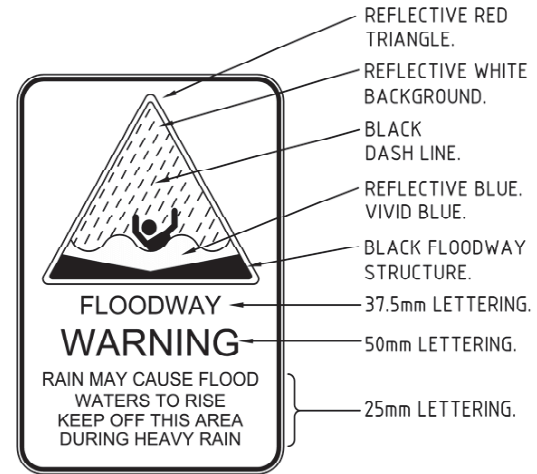 REFLECTIVE RED
TRIANGLE.
REFLECTIVE WHITE
BACKGROUND.
BLACK
DASH LINE.
REFLECTIVE BLUE.
VIVID BLUE.
BLACK FLOODWAY
STRUCTURE.
FLOODWAY
37.5mm LETTERING.
WARNING
50mm LETTERING.
RAIN MAY CAUSE FLOOD
WATERS TO RISE
KEEP OFF THIS AREA
DURING HEAVY RAIN
25mm LETTERING.